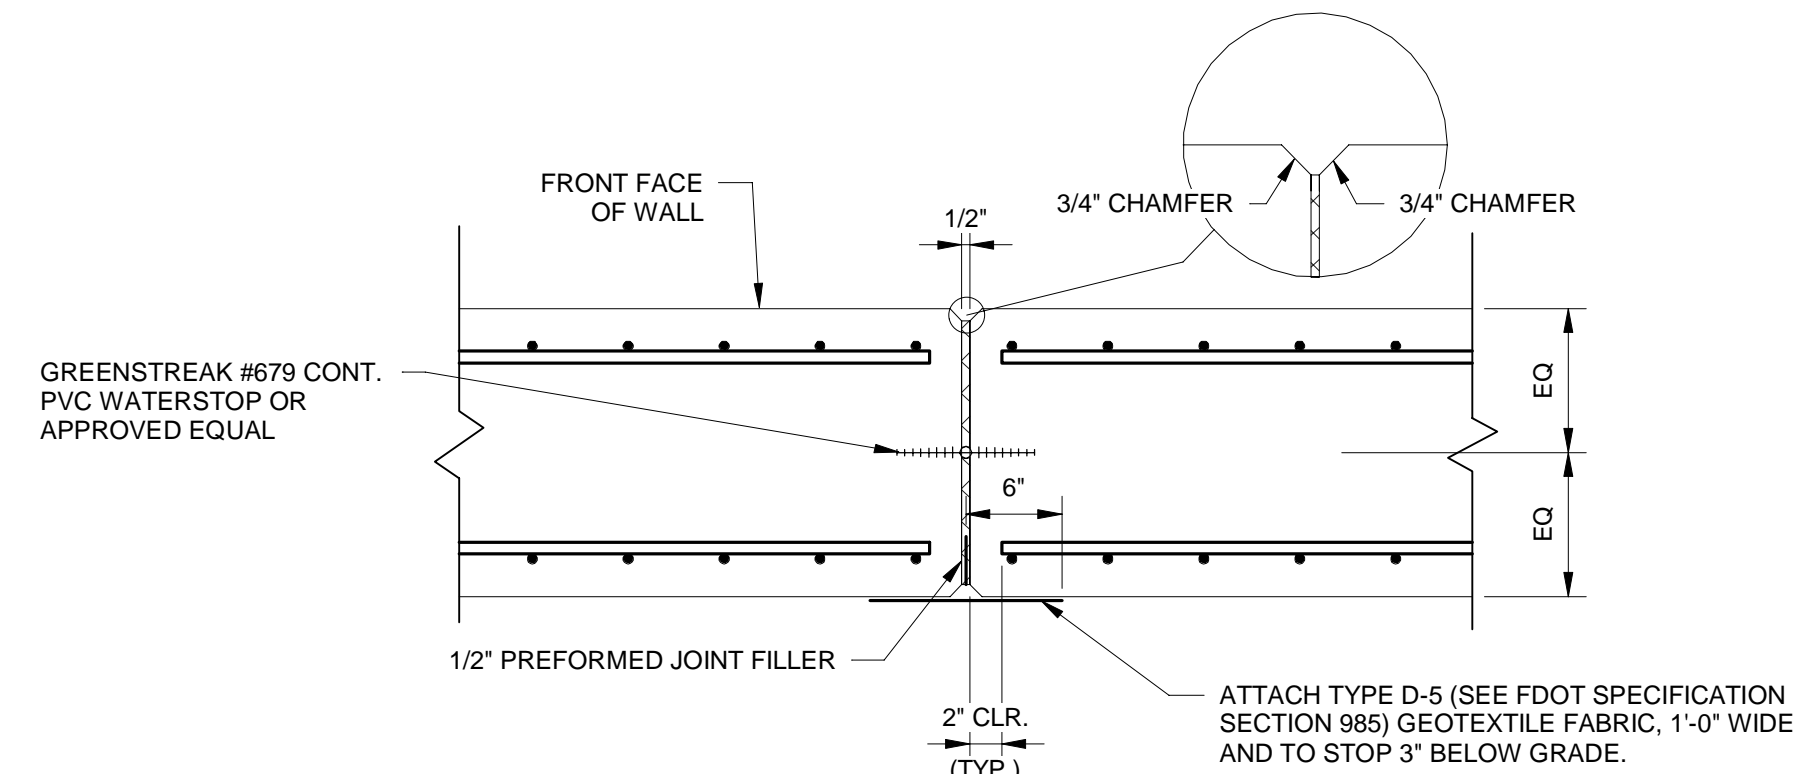 FRONT FACE
OF WALL
1/2"
3/4" CHAMFER
3/4" CHAMFER
GREENSTREAK #679 CONT.
PVC WATERSTOP OR
APPROVED EQUAL
EQ
6"
EQ
1/2" PREFORMED JOINT FILLER
2" CLR.
(TYP.)
ATTACH TYPE D-5 (SEE FDOT SPECIFICATION
SECTION 985) GEOTEXTILE FABRIC, 1'-0" WIDE
AND TO STOP 3" BELOW GRADE.